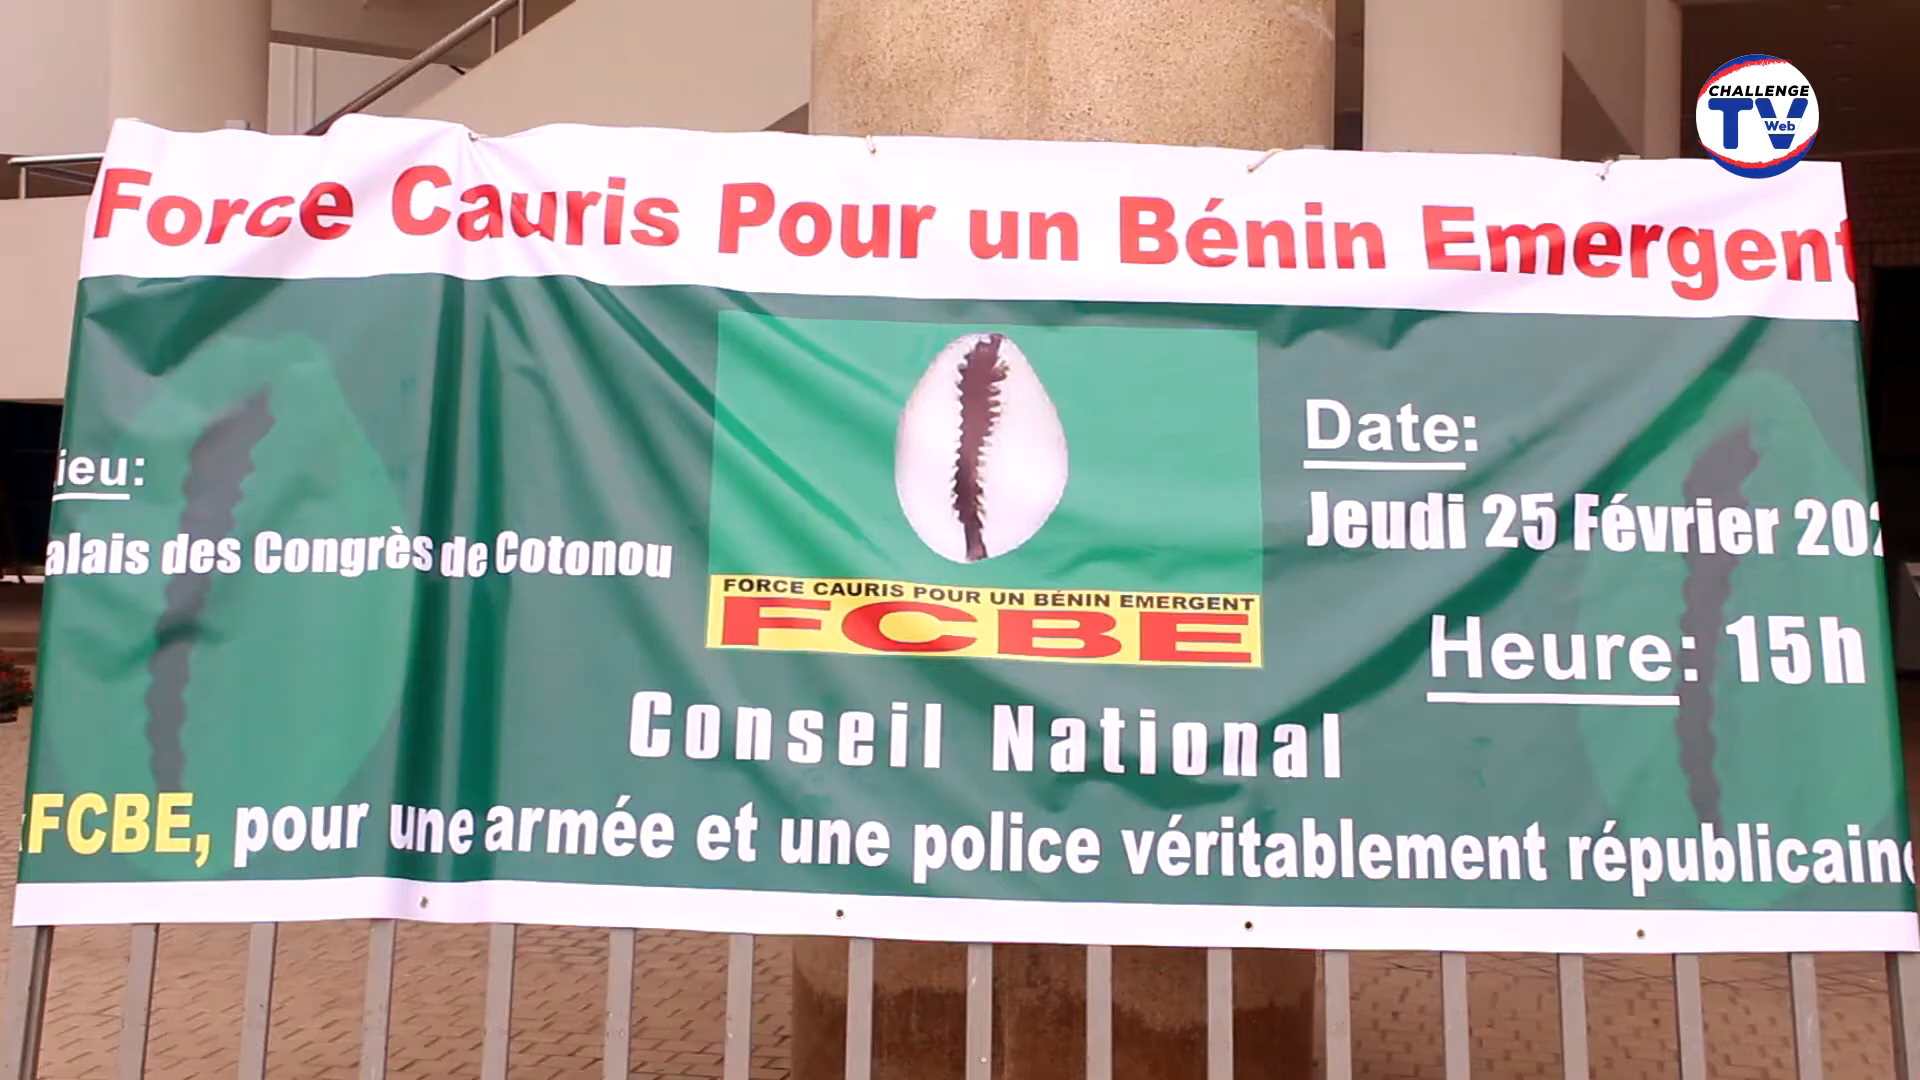 CHALLENGE
TV
Web
Force Cauris Pour un Bénin Emergent
ieu:
alais des Congrès de Cotonou
FORCE CAURIS POUR UN BÉNIN EMERGENT
FCBE
Date:
Jeudi 25 Février 202
Heure: 15h
Conseil National
FCBE, pour une armée et une police véritablement républicaine